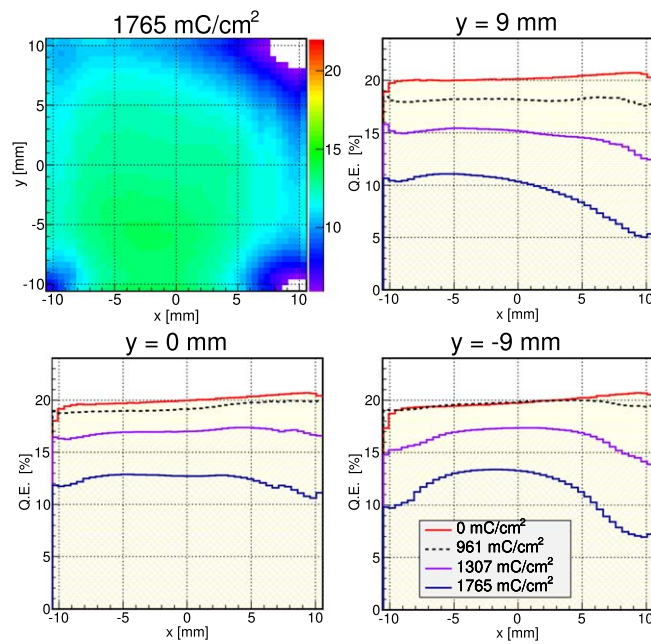 1765 mC/cm²
y [mm]
10
5
0
-5
-10
-10 -5 0 5 10
x [mm]
20
15
10
y = 9 mm
Q.E. [%]
20
15
10
5
0
-10 -5 0 5 10
x [mm]
y = 0 mm
Q.E. [%]
20
15
10
5
0
-10 -5 0 5 10
x [mm]
y = -9 mm
Q.E. [%]
20
15
10
5
0
-10 -5 0 5 10
x [mm]
0 mC/cm²
961 mC/cm²
1307 mC/cm²
1765 mC/cm²